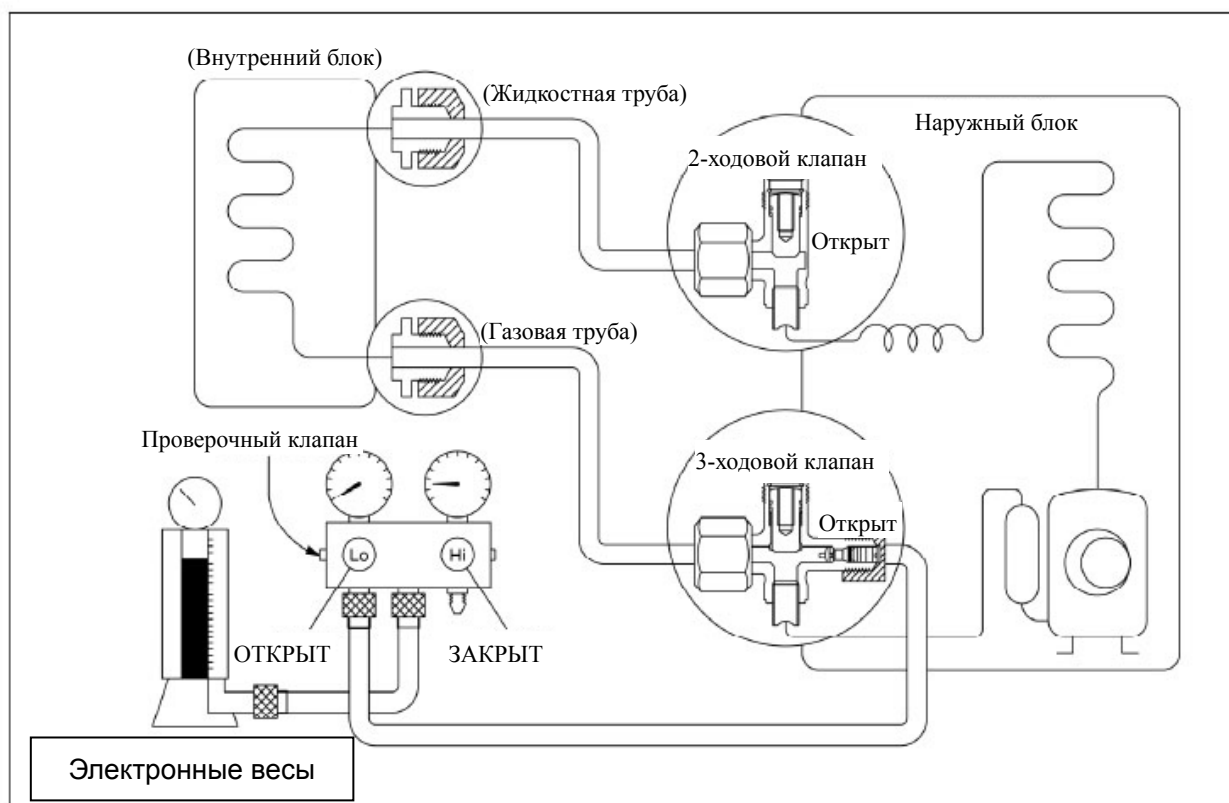 (Внутренний блок)
(Жидкостная труба)
Наружный блок
2-ходовой клапан
Открыт
(Газовая труба)
Проверочный клапан
3-ходовой клапан
Открыт
Lo
Hi
ОТКРЫТ
ЗАКРЫТ
Электронные весы